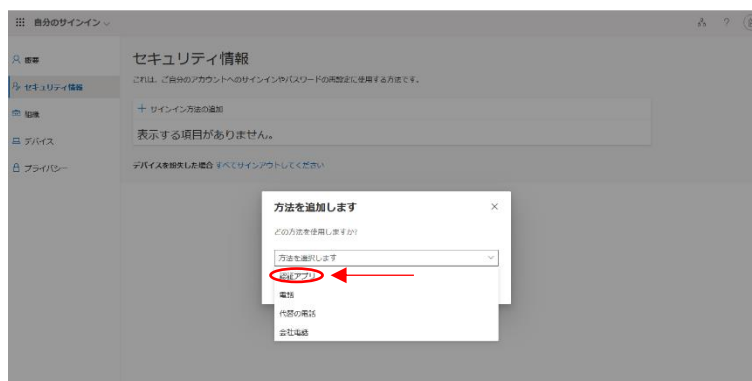 自分のサインイン
?
概要
セキュリティ情報
組織
デバイス
プライバシー
セキュリティ情報
これは、ご自分のアカウントへのサインインやパスワードの再設定に使用する方法です。
+ サインイン方法の追加
表示する項目がありません。
デバイスを紛失した場合 すべてサインアウトしてください
方法を追加します
どの方法を使用しますか?
方法を選択します
認証アプリ
電話
代替の電話
会社電話